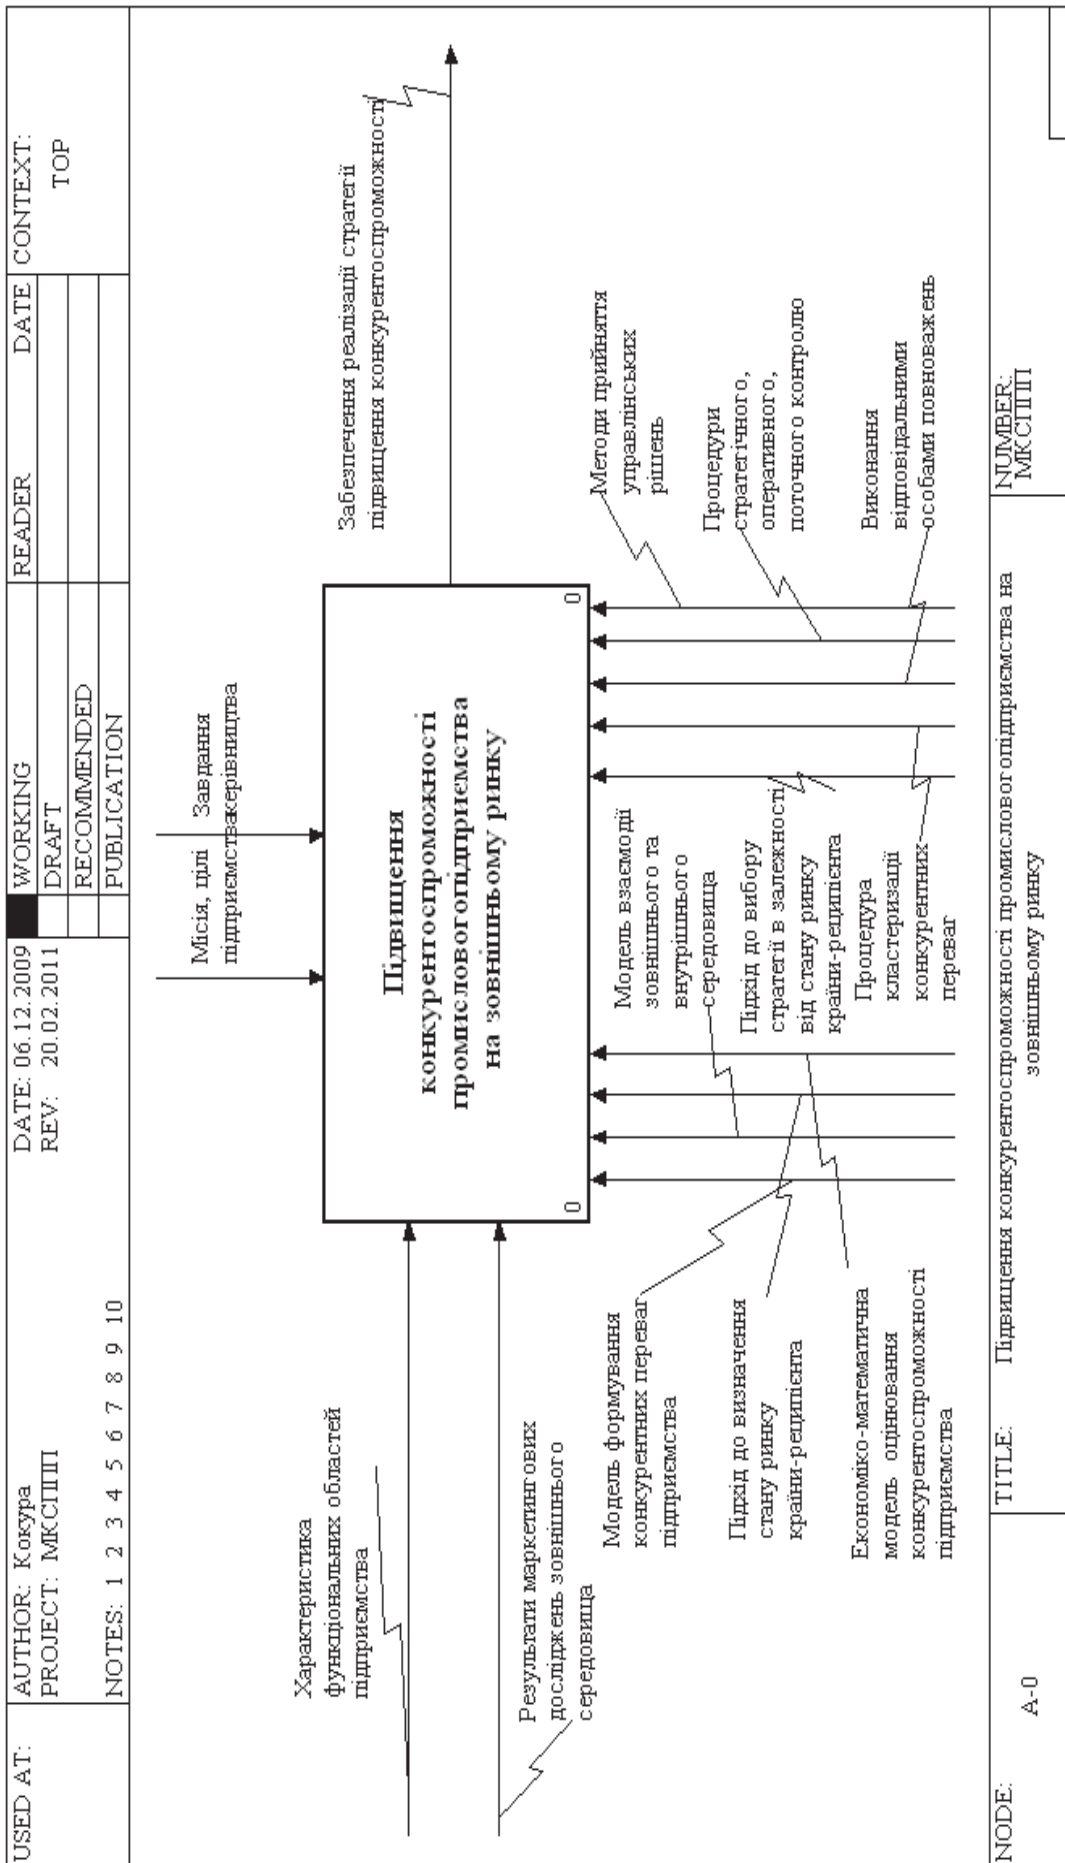 USED AT:
AUTHOR: Кокура
PROJECT: МКСППП
NOTES: 1 2 3 4 5 6 7 8 9 10
DATE: 06.12.2009
REV: 20.02.2011
WORKING
DRAFT
RECOMMENDED
PUBLICATION
READER
DATE
CONTEXT:
TOP
Місія, цілі
підприємства
Завдання
керівництва
Характеристика
функціональних областей
підприємства
Результати маркетингових
досліджень зовнішнього
середовища
Підвищення
конкурентоспроможності
промислового підприємства
на зовнішньому ринку
0
0
Забезпечення реалізації стратегії
підвищення конкурентоспроможності
Модель формування
конкурентних переваг
підприємства
Підхід до визначення
стану ринку
країни-реципієнта
Економіко-математична
модель оцінювання
конкурентоспроможності
підприємства
Модель взаємодії
зовнішнього та
внутрішнього
середовища
Підхід до вибору
стратегії в залежності
від стану ринку
країни-реципієнта
Процедура
кластеризації
конкурентних
переваг
Методи прийняття
управлінських
рішень
Процедури
стратегічного,
оперативного,
поточного контролю
Виконання
відповідальними
особами повноважень
NODE:
A-0
TITLE:
Підвищення конкурентоспроможності промислового підприємства на
зовнішньому ринку
NUMBER:
МКСППП